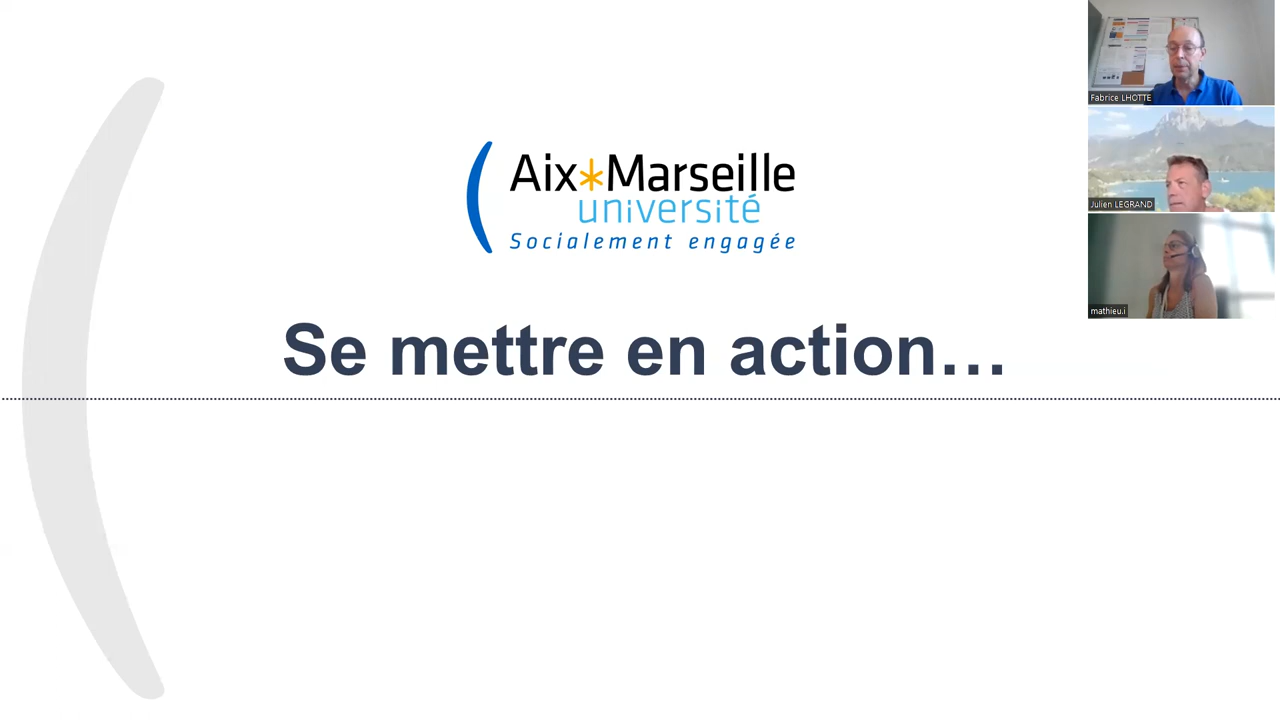 Aix*Marseille
université
Socialement engagée
Se mettre en action…
Fabrice LHOTTE
Julien LEGRAND
mathieu.i